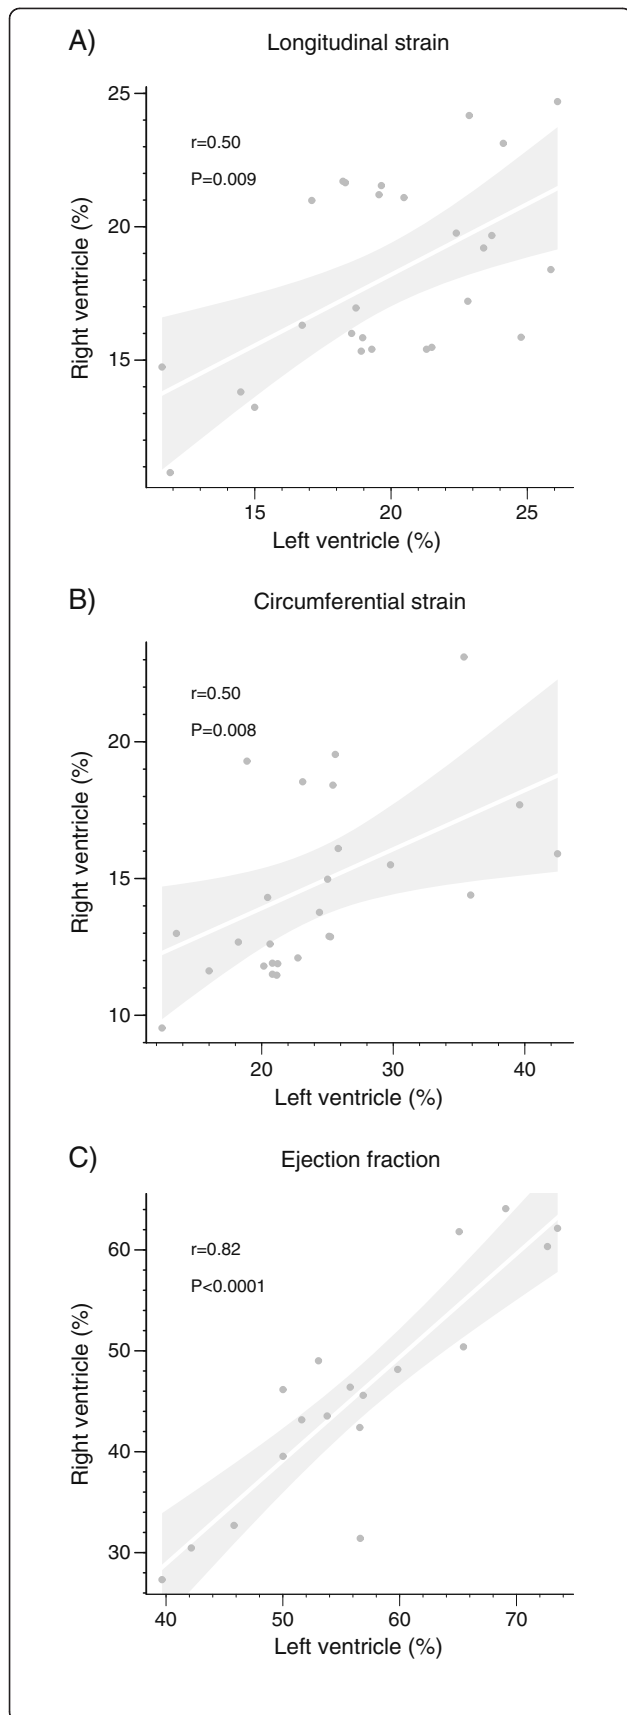 A) Longitudinal strain
25
r=0.50
P=0.009
20
Right ventricle (%)
15
15 20 25
Left ventricle (%)
B) Circumferential strain
r=0.50
P=0.008
20
Right ventricle (%)
15
10
20 30 40
Left ventricle (%)
C) Ejection fraction
r=0.82
60
P<0.0001
50
Right ventricle (%)
40
30
40 50 60 70
Left ventricle (%)